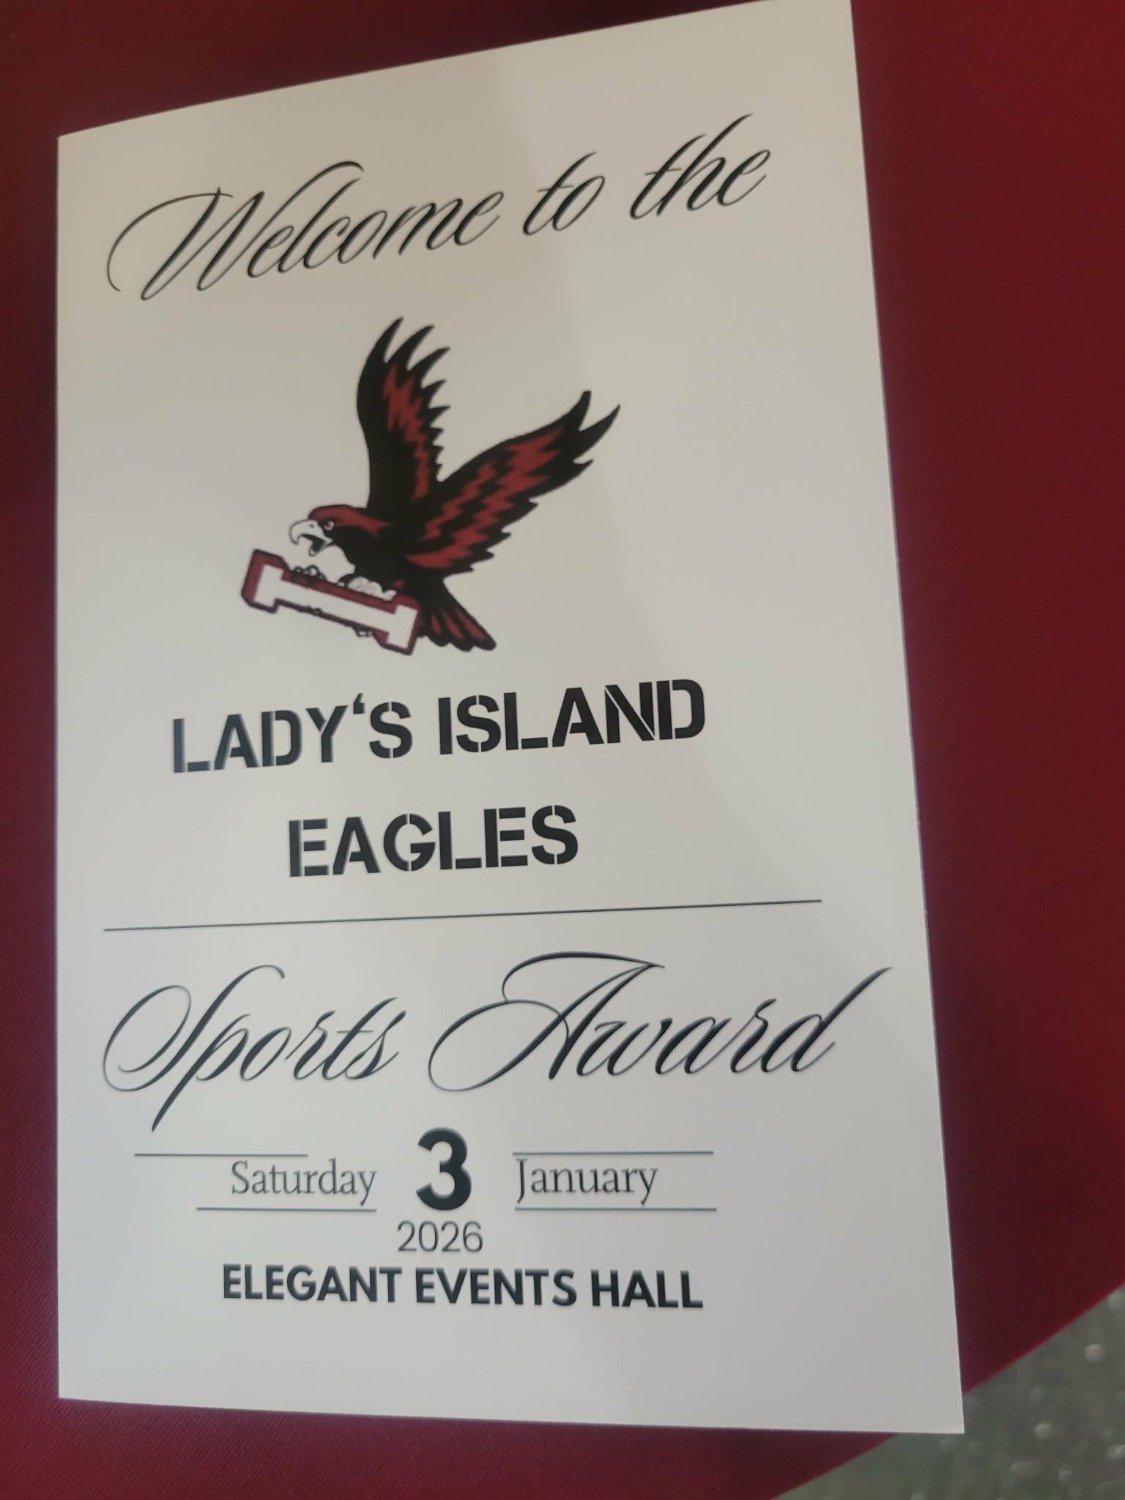 Welcome to the
I
LADY‘S ISLAND
EAGLES
Sports Award
Saturday 3 January
2026
ELEGANT EVENTS HALL